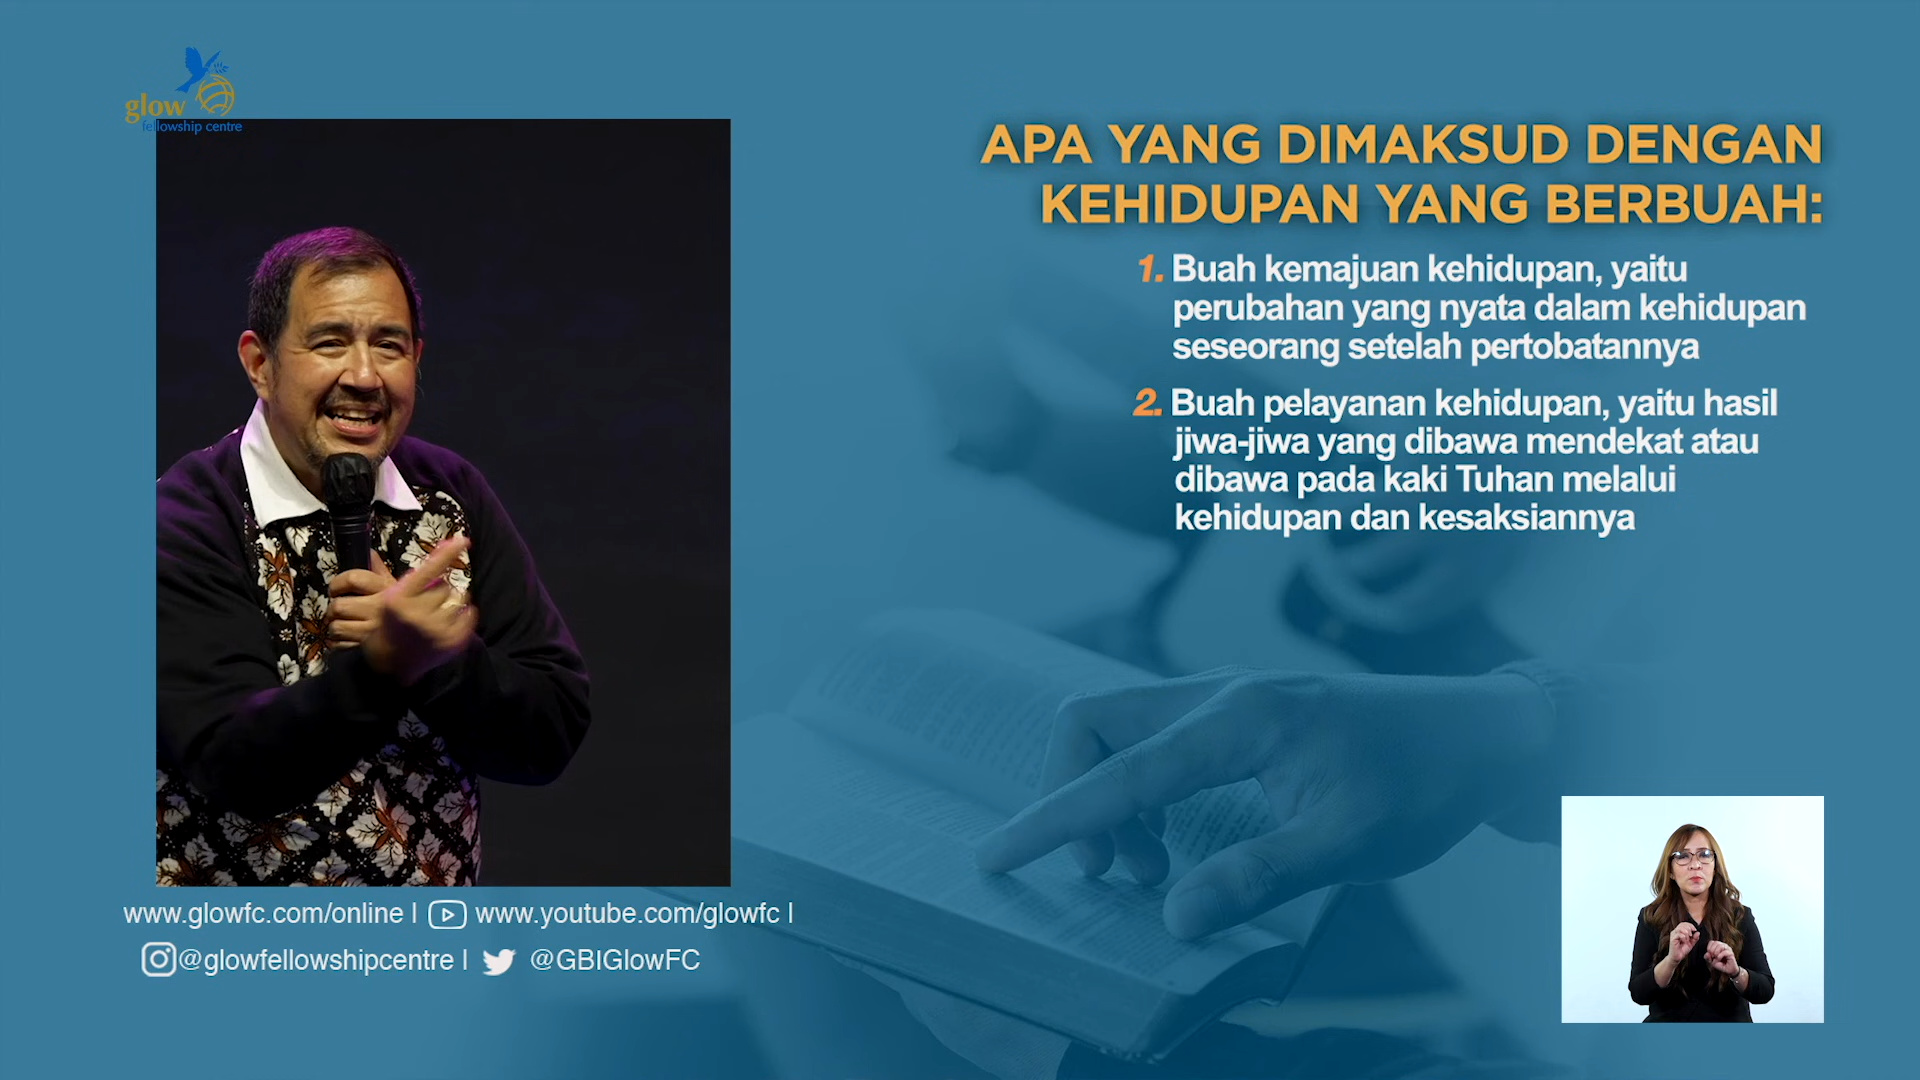 glow
fellowship centre
APA YANG DIMAKSUD DENGAN
KEHIDUPAN YANG BERBUAH:
1. Buah kemajuan kehidupan, yaitu
perubahan yang nyata dalam kehidupan
seseorang setelah pertobatannya
2. Buah pelayanan kehidupan, yaitu hasil
jiwa-jiwa yang dibawa mendekat atau
dibawa pada kaki Tuhan melalui
kehidupan dan kesaksiannya
www.glowfc.com/online | www.youtube.com/glowfc |
@glowfellowshipcentre | @GBIGlowFC